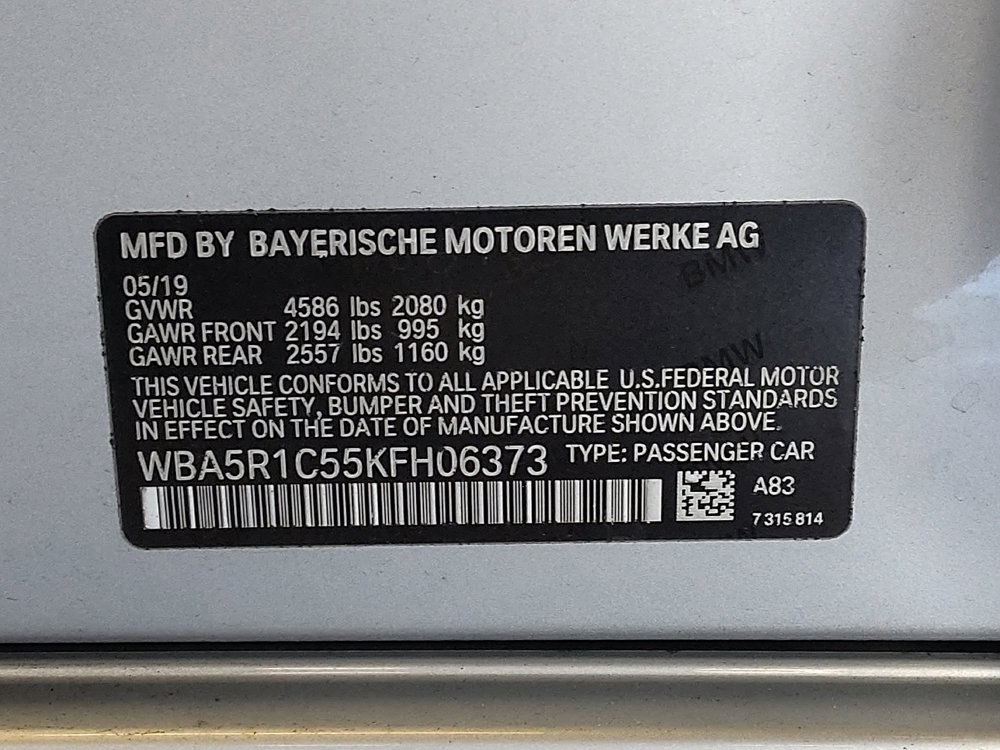 MFD BY BAYERISCHE MOTOREN WERKE AG
BMW
05/19
GVWR 4586 lbs 2080 kg
GAWR FRONT 2194 lbs 995 kg
GAWR REAR 2557 lbs 1160 kg
BMW
THIS VEHICLE CONFORMS TO ALL APPLICABLE U.S.FEDERAL MOTOR
VEHICLE SAFETY, BUMPER AND THEFT PREVENTION STANDARDS
IN EFFECT ON THE DATE OF MANUFACTURE SHOWN ABOVE.
WBA5R1C55KFH06373 TYPE: PASSENGER CAR
A83
7 315 814